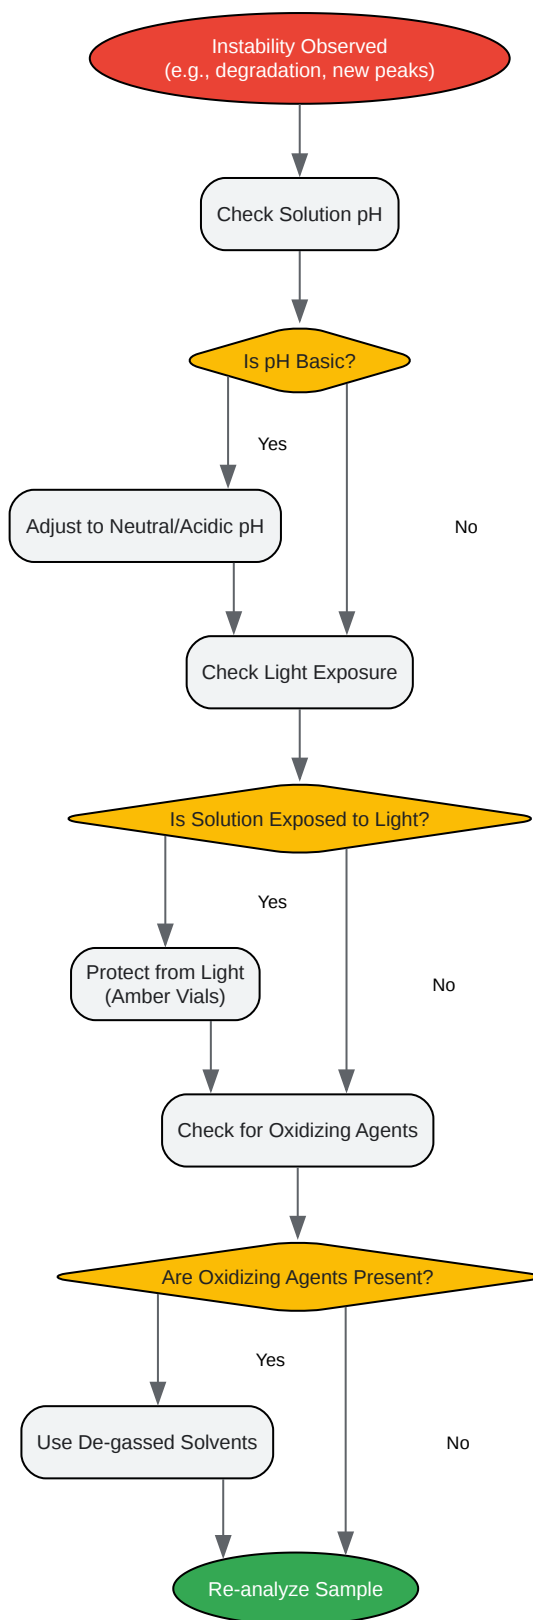 Instability Observed
(e.g., degradation, new peaks)
Check Solution pH
Is pH Basic?
Yes
Adjust to Neutral/Acidic pH
No
Check Light Exposure
Is Solution Exposed to Light?
Yes
Protect from Light
(Amber Vials)
No
Check for Oxidizing Agents
Are Oxidizing Agents Present?
Yes
Use De-gassed Solvents
No
Re-analyze Sample